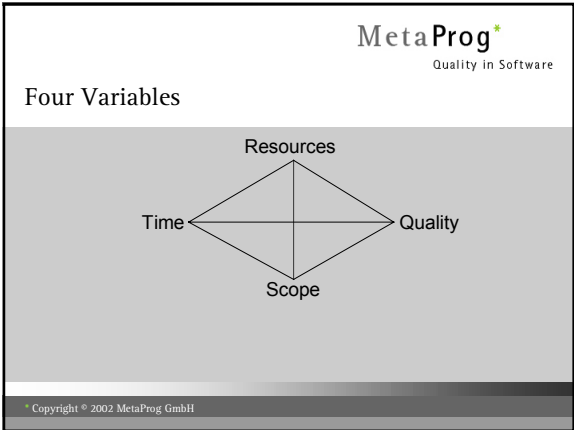 MetaProg*
Quality in Software
Four Variables
Resources
Time
Quality
Scope
* Copyright © 2002 MetaProg GmbH